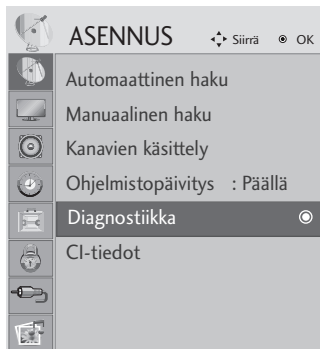 ASENNUS Siirrä OK
Automaattinen haku
Manuaalinen haku
Kanavien käsittely
Ohjelmistopäivitys : Päällä
Diagnostiikka
CI-tiedot